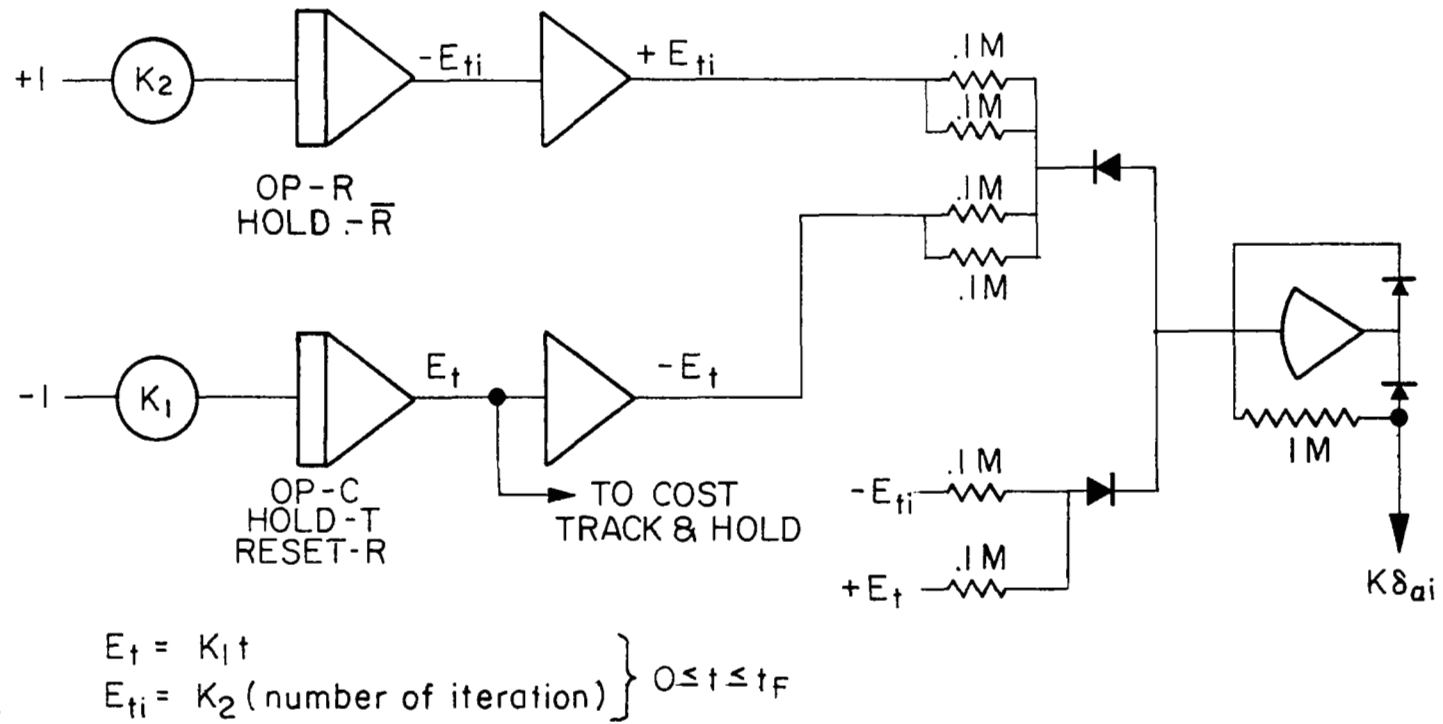 +1
K2
-Eti
+ Eti
.1M
.1M
OP-R
HOLD.-R̅
.1M
.1M
-1
K1
Et
-Et
OP-C
HOLD-T
RESET-R
TO COST
TRACK & HOLD
.1M
-Eti
.1M
+Et
1M
Kδai
Et = K1t
Eti = K2 (number of iteration) } 0≤t≤tF